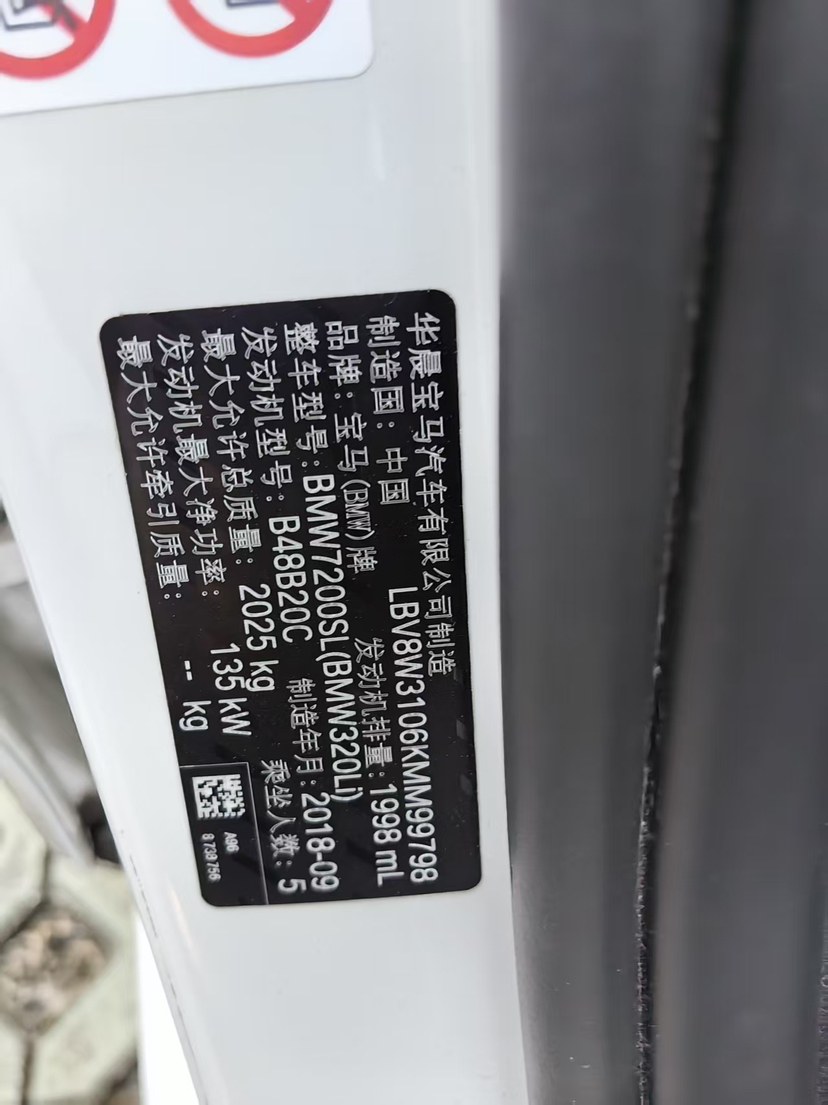 华晨宝马汽车有限公司制造
制造国：中国 LBV8W3106KMM99798
品牌：宝马(BMW)牌 发动机排量：1998 mL
整车型号：BMW7200SL(BMW320Li)
发动机型号：B48B20C 制造年月：2018-09
最大允许总质量：2025 kg 乘坐人数：5
发动机最大净功率：135 kW
最大允许牵引质量：-- kg
A96
8 738 756